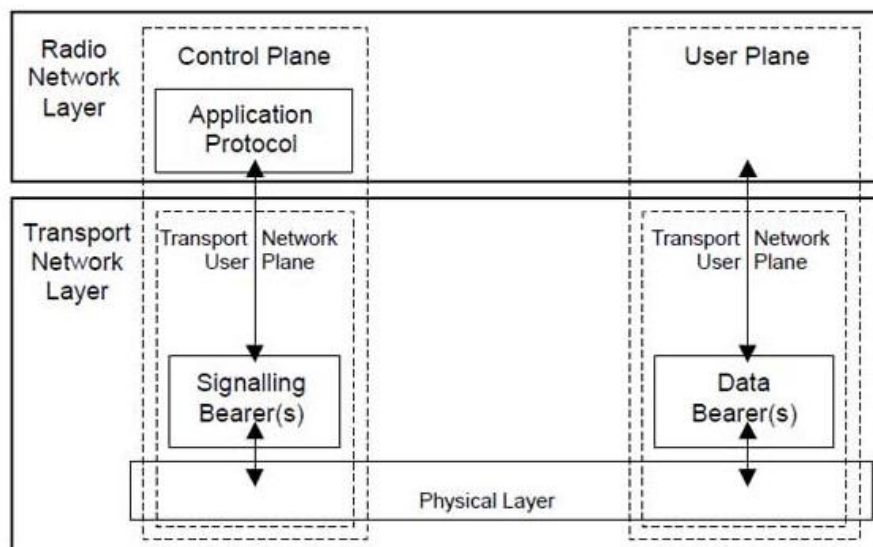 Radio
Network
Layer
Control Plane
User Plane
Application
Protocol
Transport
Network
Layer
Transport Network
User Plane
Transport Network
User Plane
Signalling
Bearer(s)
Data
Bearer(s)
Physical Layer